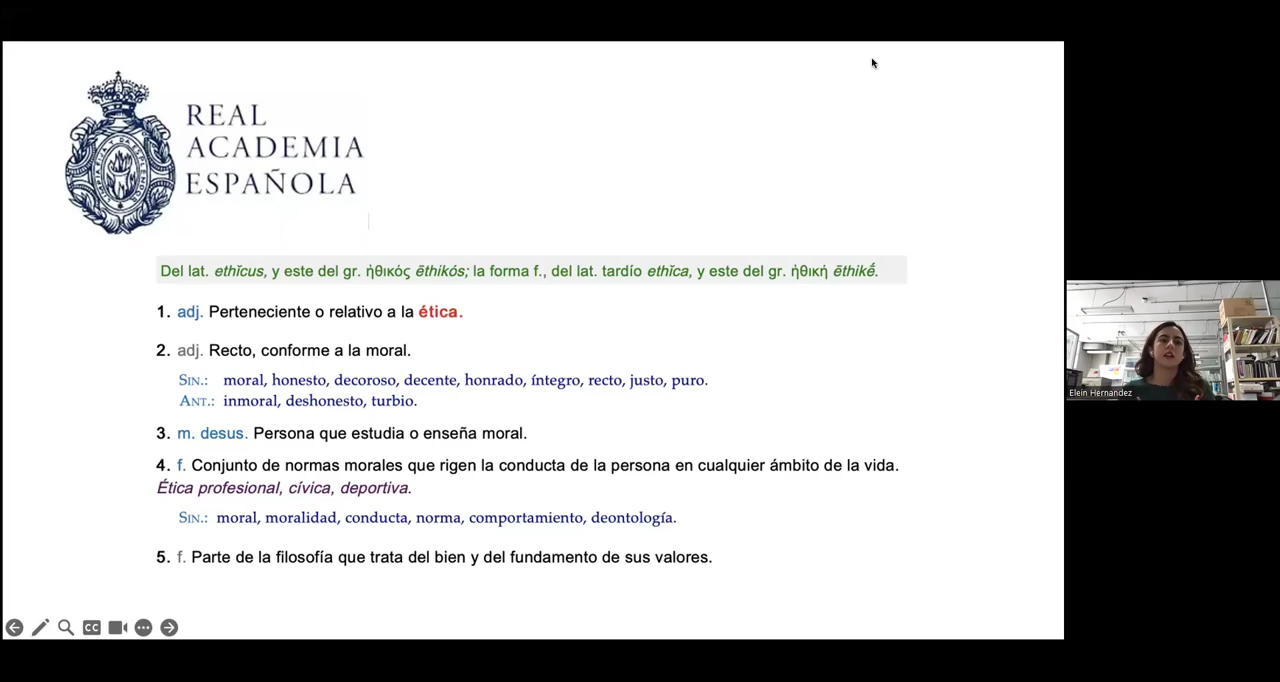 REAL
ACADEMIA
ESPAÑOLA
Del lat. ethĭcus, y este del gr. ἠθικός ēthikós; la forma f., del lat. tardío ethĭca, y este del gr. ἠθική ēthikḗ.
1. adj. Perteneciente o relativo a la ética.
2. adj. Recto, conforme a la moral.
SIN.: moral, honesto, decoroso, decente, honrado, íntegro, recto, justo, puro.
ANT.: inmoral, deshonesto, turbio.
3. m. desus. Persona que estudia o enseña moral.
4. f. Conjunto de normas morales que rigen la conducta de la persona en cualquier ámbito de la vida.
Ética profesional, cívica, deportiva.
SIN.: moral, moralidad, conducta, norma, comportamiento, deontología.
5. f. Parte de la filosofía que trata del bien y del fundamento de sus valores.
CC
Elein Hernandez